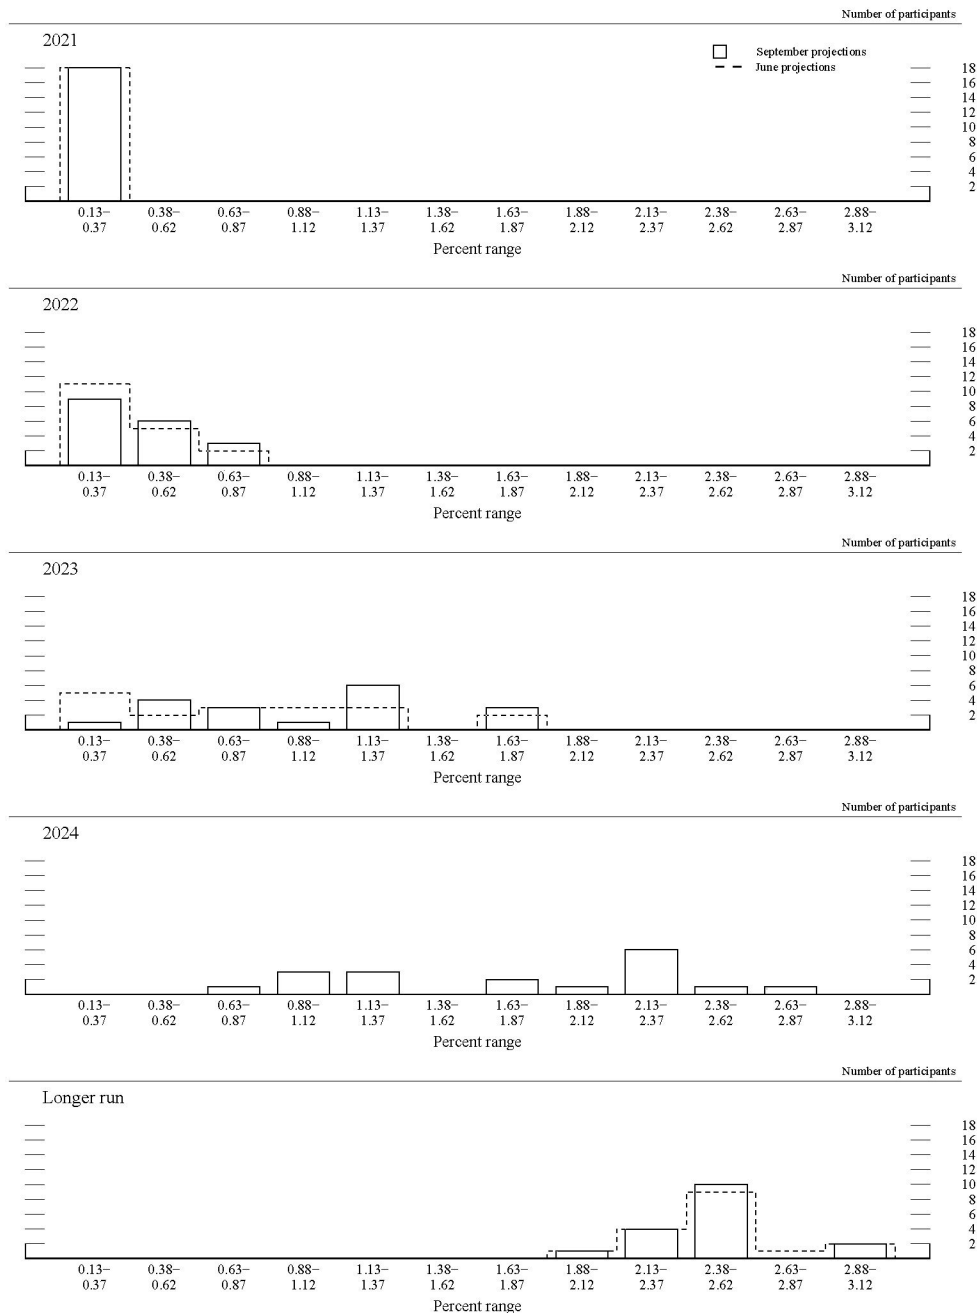 Number of participants
2021
September projections
June projections
18
16
14
12
10
8
6
4
2
0.13− 0.38− 0.63− 0.88− 1.13− 1.38− 1.63− 1.88− 2.13− 2.38− 2.63− 2.88−
0.37 0.62 0.87 1.12 1.37 1.62 1.87 2.12 2.37 2.62 2.87 3.12
Percent range
Number of participants
2022
18
16
14
12
10
8
6
4
2
0.13− 0.38− 0.63− 0.88− 1.13− 1.38− 1.63− 1.88− 2.13− 2.38− 2.63− 2.88−
0.37 0.62 0.87 1.12 1.37 1.62 1.87 2.12 2.37 2.62 2.87 3.12
Percent range
Number of participants
2023
18
16
14
12
10
8
6
4
2
0.13− 0.38− 0.63− 0.88− 1.13− 1.38− 1.63− 1.88− 2.13− 2.38− 2.63− 2.88−
0.37 0.62 0.87 1.12 1.37 1.62 1.87 2.12 2.37 2.62 2.87 3.12
Percent range
Number of participants
2024
18
16
14
12
10
8
6
4
2
0.13− 0.38− 0.63− 0.88− 1.13− 1.38− 1.63− 1.88− 2.13− 2.38− 2.63− 2.88−
0.37 0.62 0.87 1.12 1.37 1.62 1.87 2.12 2.37 2.62 2.87 3.12
Percent range
Number of participants
Longer run
18
16
14
12
10
8
6
4
2
0.13− 0.38− 0.63− 0.88− 1.13− 1.38− 1.63− 1.88− 2.13− 2.38− 2.63− 2.88−
0.37 0.62 0.87 1.12 1.37 1.62 1.87 2.12 2.37 2.62 2.87 3.12
Percent range